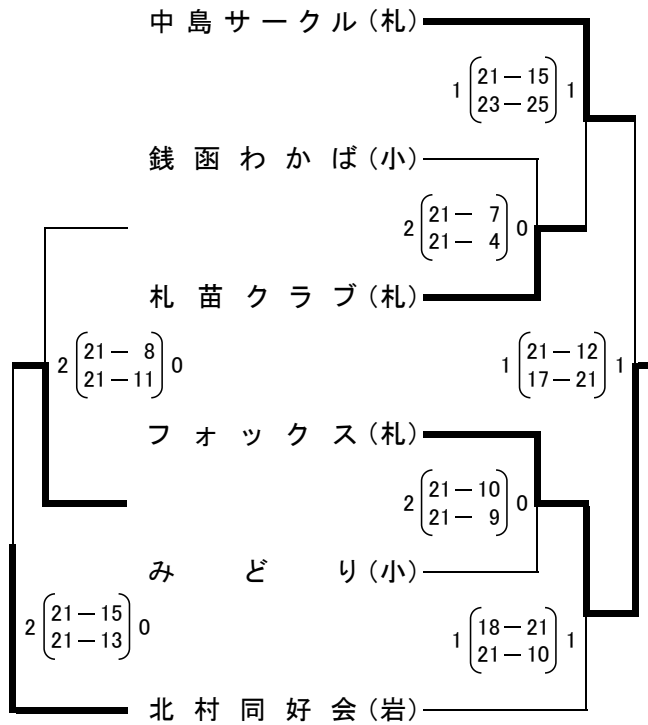 中島サークル(札)
1 21-15 1
23-25
銭函わかば(小)
2 21- 7 0
21- 4
札苗クラブ(札)
2 21- 8 0
21-11
1 21-12 1
17-21
フォックス(札)
2 21-10 0
21- 9
みどり(小)
2 21-15 0
21-13
1 18-21 1
21-10
北村同好会(岩)